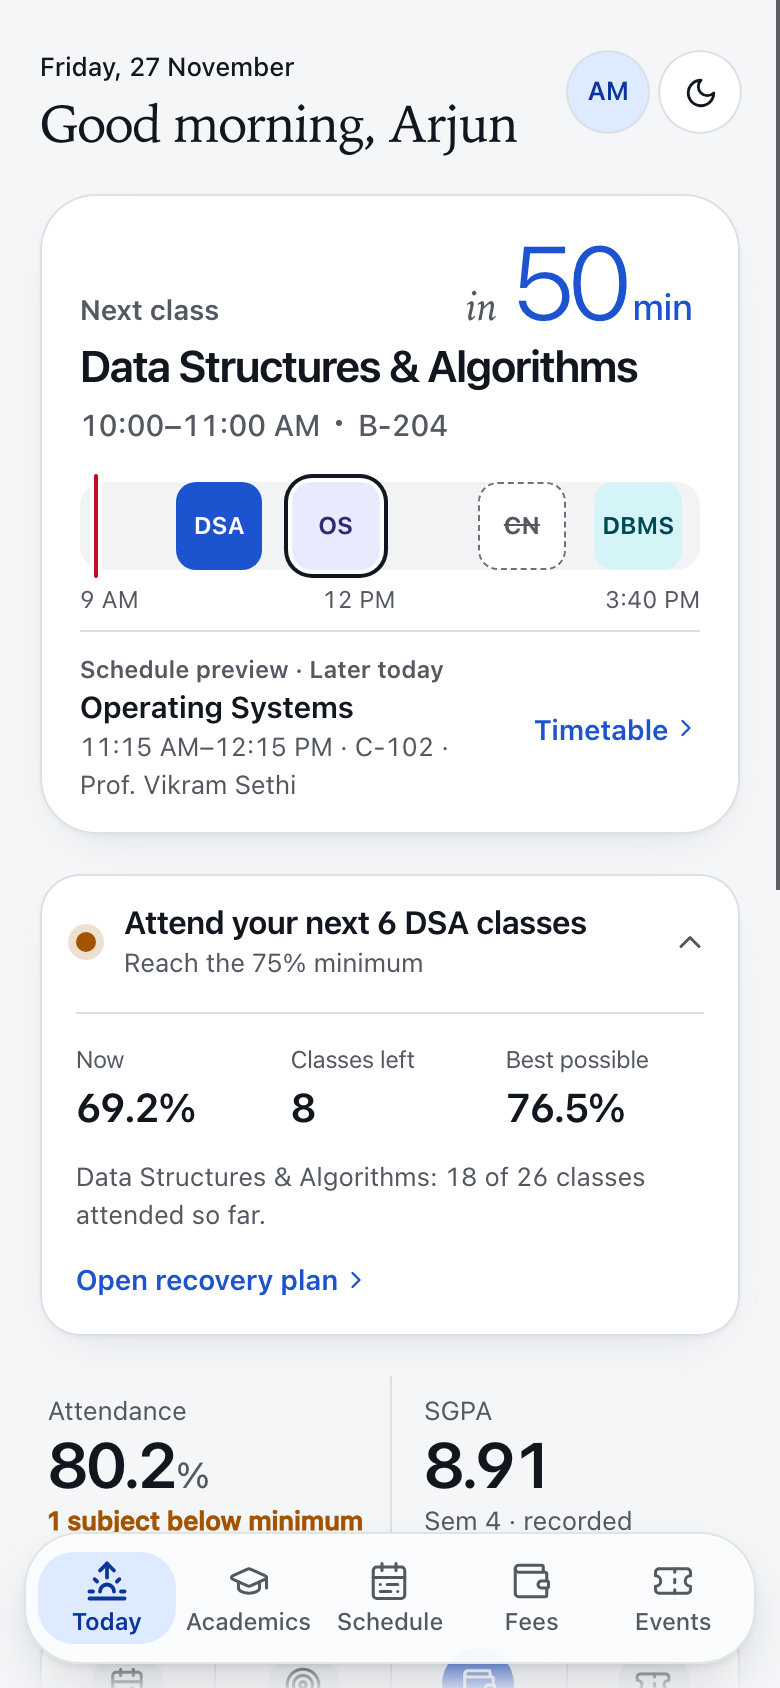 Friday, 27 November
Good morning, Arjun
AM
Next class
in 50 min
Data Structures & Algorithms
10:00–11:00 AM • B-204
DSA
OS
CN
DBMS
9 AM
12 PM
3:40 PM
Schedule preview · Later today
Operating Systems
11:15 AM–12:15 PM · C-102 ·
Prof. Vikram Sethi
Timetable
Attend your next 6 DSA classes
Reach the 75% minimum
Now
Classes left
Best possible
69.2%
8
76.5%
Data Structures & Algorithms: 18 of 26 classes
attended so far.
Open recovery plan
Attendance
80.2%
1 subject below minimum
SGPA
8.91
Sem 4 · recorded
Today
Academics
Schedule
Fees
Events